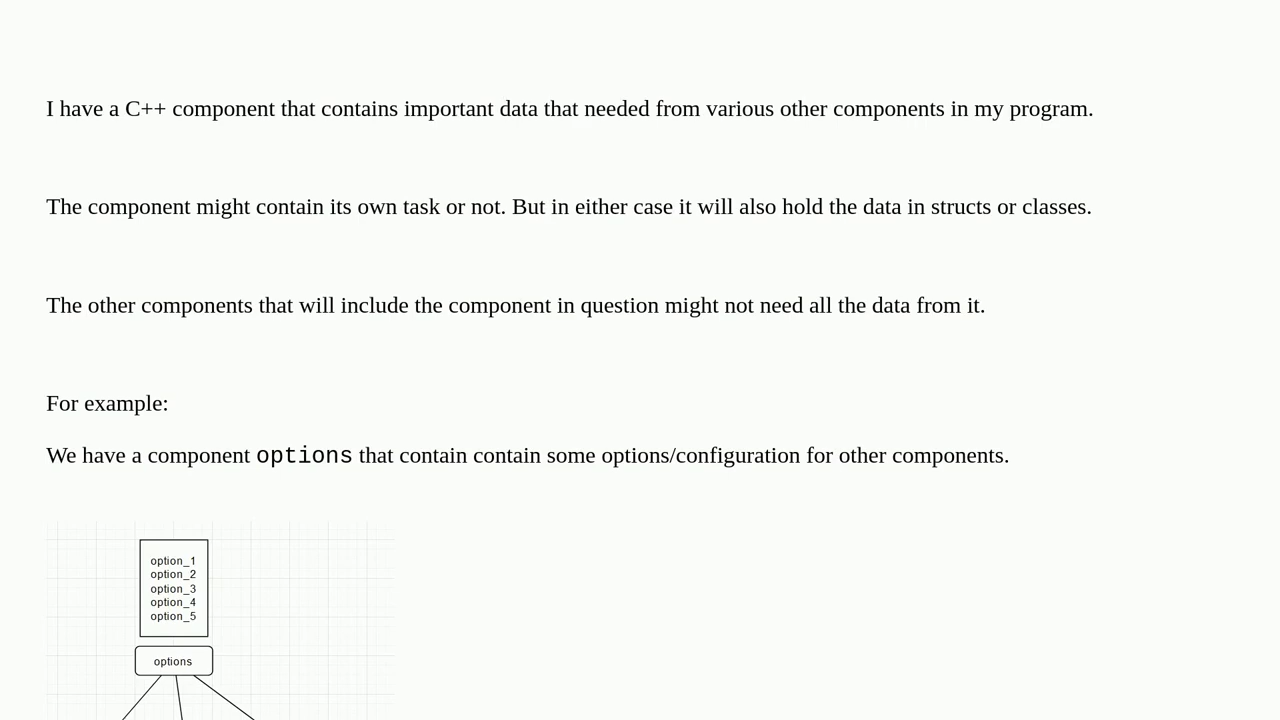 I have a C++ component that contains important data that needed from various other components in my program.
The component might contain its own task or not. But in either case it will also hold the data in structs or classes.
The other components that will include the component in question might not need all the data from it.
For example:
We have a component options that contain contain some options/configuration for other components.
option_1
option_2
option_3
option_4
option_5
options